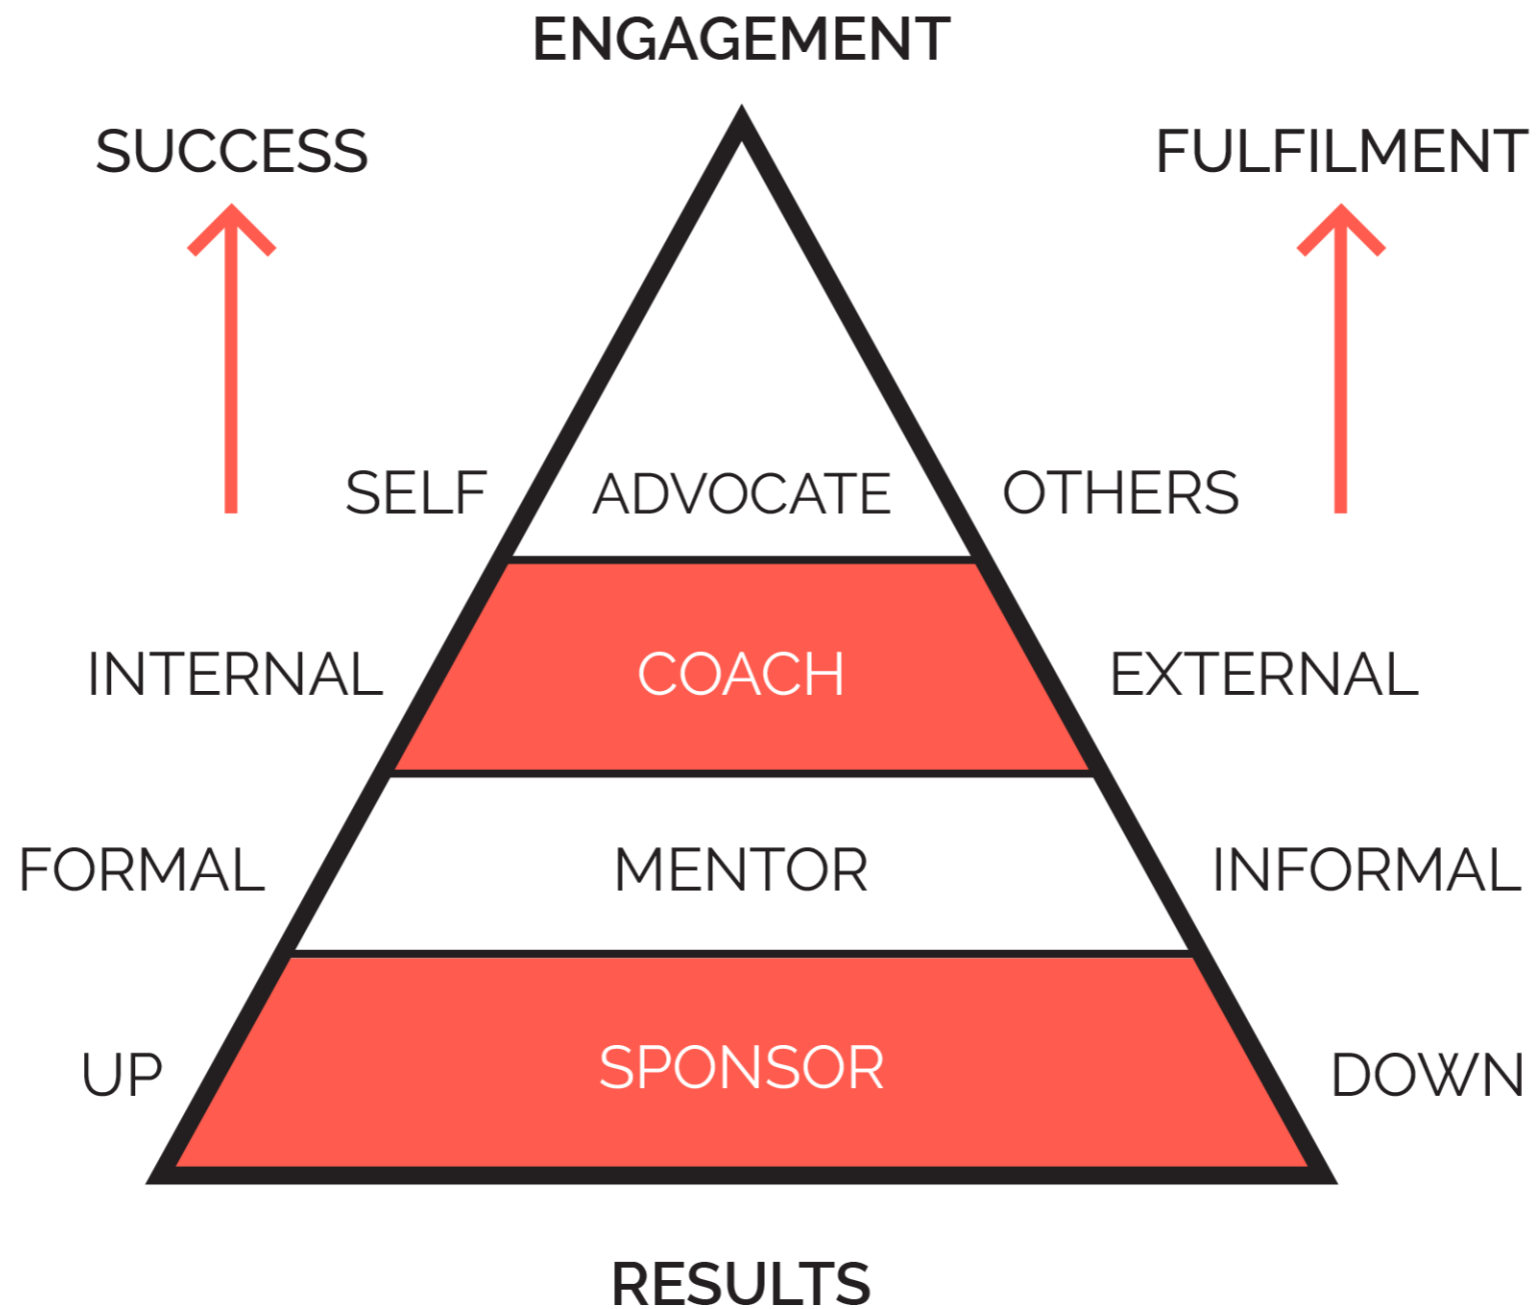 ENGAGEMENT
SUCCESS FULFILMENT
SELF ADVOCATE OTHERS
INTERNAL COACH EXTERNAL
FORMAL MENTOR INFORMAL
UP SPONSOR DOWN
RESULTS